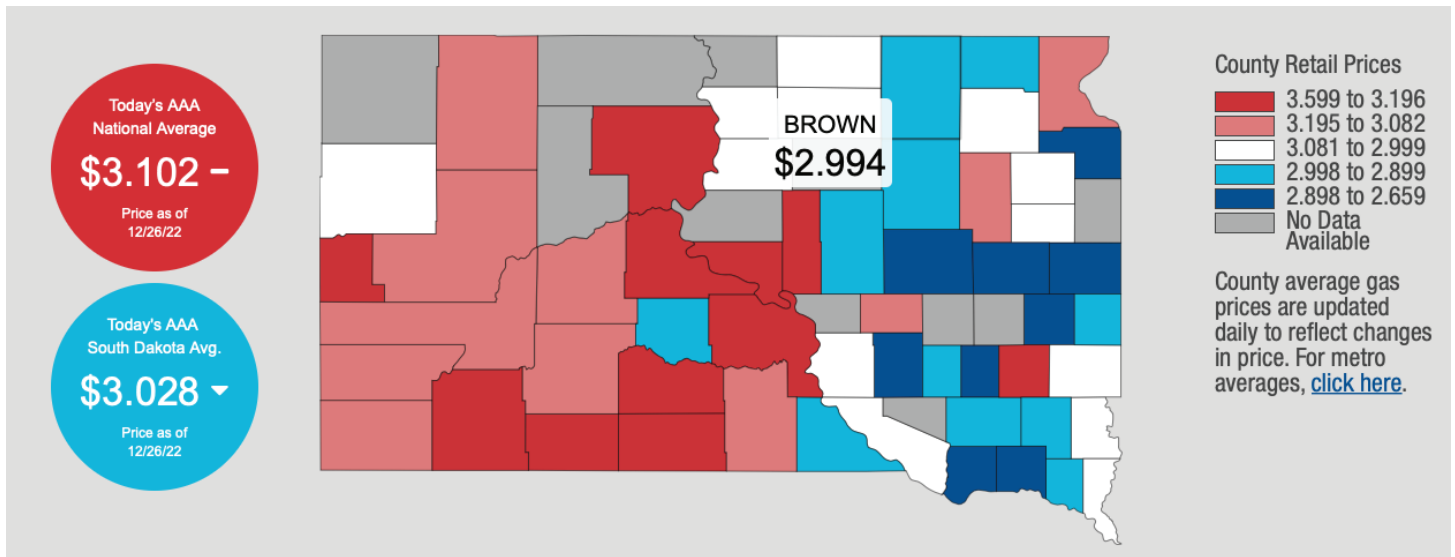 Today's AAA
National Average
$3.102 –
Price as of
12/26/22
Today's AAA
South Dakota Avg.
$3.028
Price as of
12/26/22
BROWN
$2.994
County Retail Prices
3.599 to 3.196
3.195 to 3.082
3.081 to 2.999
2.998 to 2.899
2.898 to 2.659
No Data
Available
County average gas
prices are updated
daily to reflect changes
in price. For metro
averages, click here.